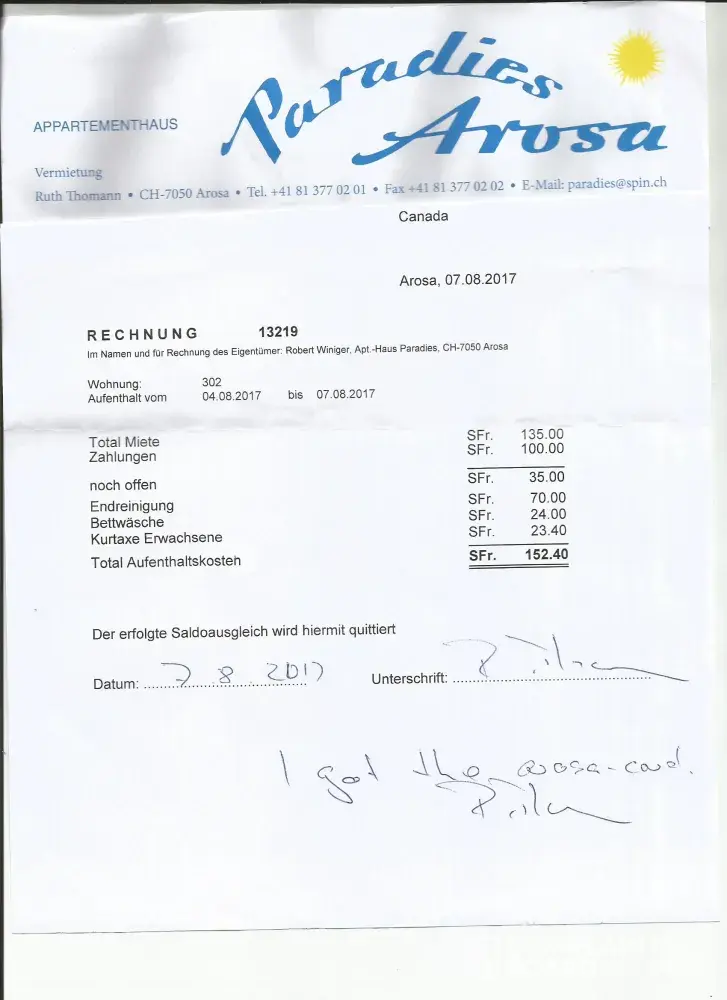 Paradies
Arosa
APPARTEMENTHAUS
Vermietung
Ruth Thomann • CH-7050 Arosa • Tel. +41 81 377 02 01 • Fax +41 81 377 02 02 • E-Mail: paradies@spin.ch
Canada
Arosa, 07.08.2017
RECHNUNG 13219
Im Namen und für Rechnung des Eigentümer: Robert Winiger, Apt.-Haus Paradies, CH-7050 Arosa
Wohnung: 302
Aufenthalt vom 04.08.2017 bis 07.08.2017
Total Miete SFr. 135.00
Zahlungen SFr. 100.00
noch offen SFr. 35.00
Endreinigung SFr. 70.00
Bettwäsche SFr. 24.00
Kurtaxe Erwachsene SFr. 23.40
Total Aufenthaltskosten SFr. 152.40
Der erfolgte Saldoausgleich wird hiermit quittiert
Datum: 7 8 2017 Unterschrift:
I got the arosa-card.